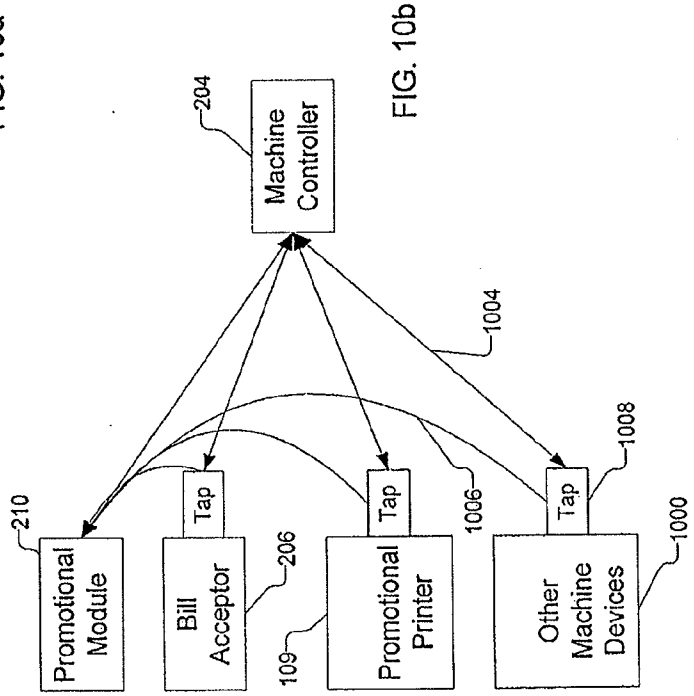 210
Promotional
Module
Bill
Acceptor
Tap
206
109
Promotional
Printer
Tap
1006
Other
Machine
Devices
Tap
1008
1000
1004
204
Machine
Controller
FIG. 10b